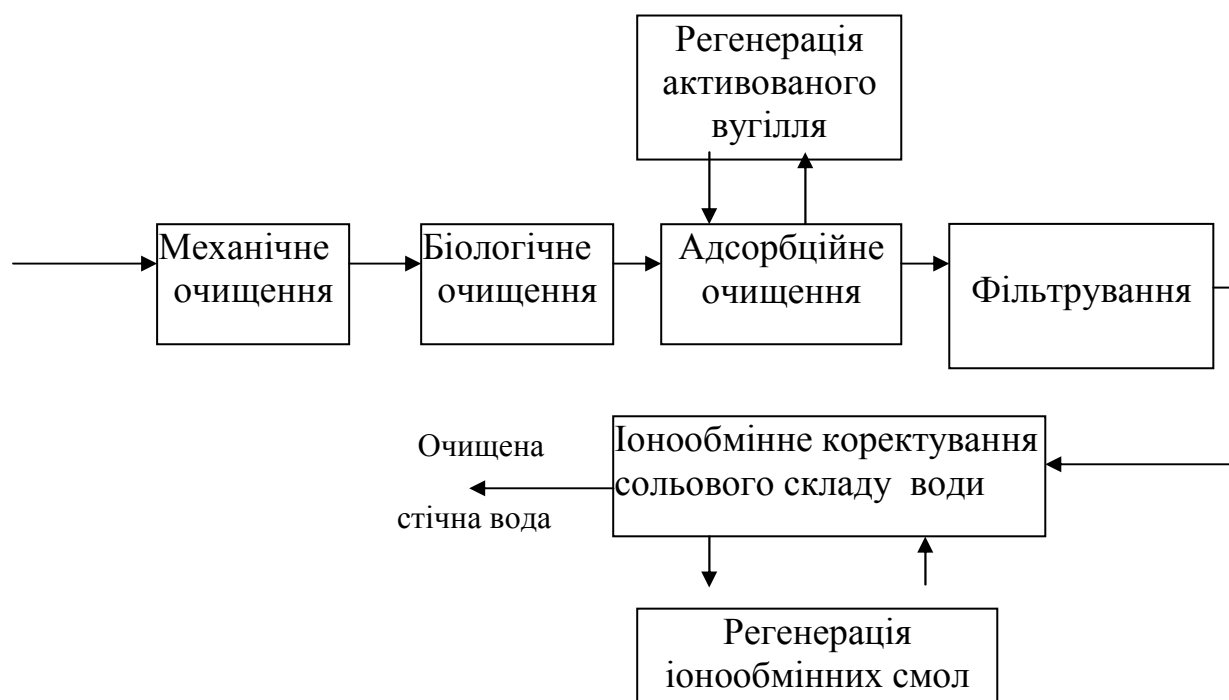 Регенерація
активованого
вугілля
Механічне
очищення
Біологічне
очищення
Адсорбційне
очищення
Фільтрування
Іонообмінне коректування
сольового складу води
Очищена
стічна вода
Регенерація
іонообмінних смол